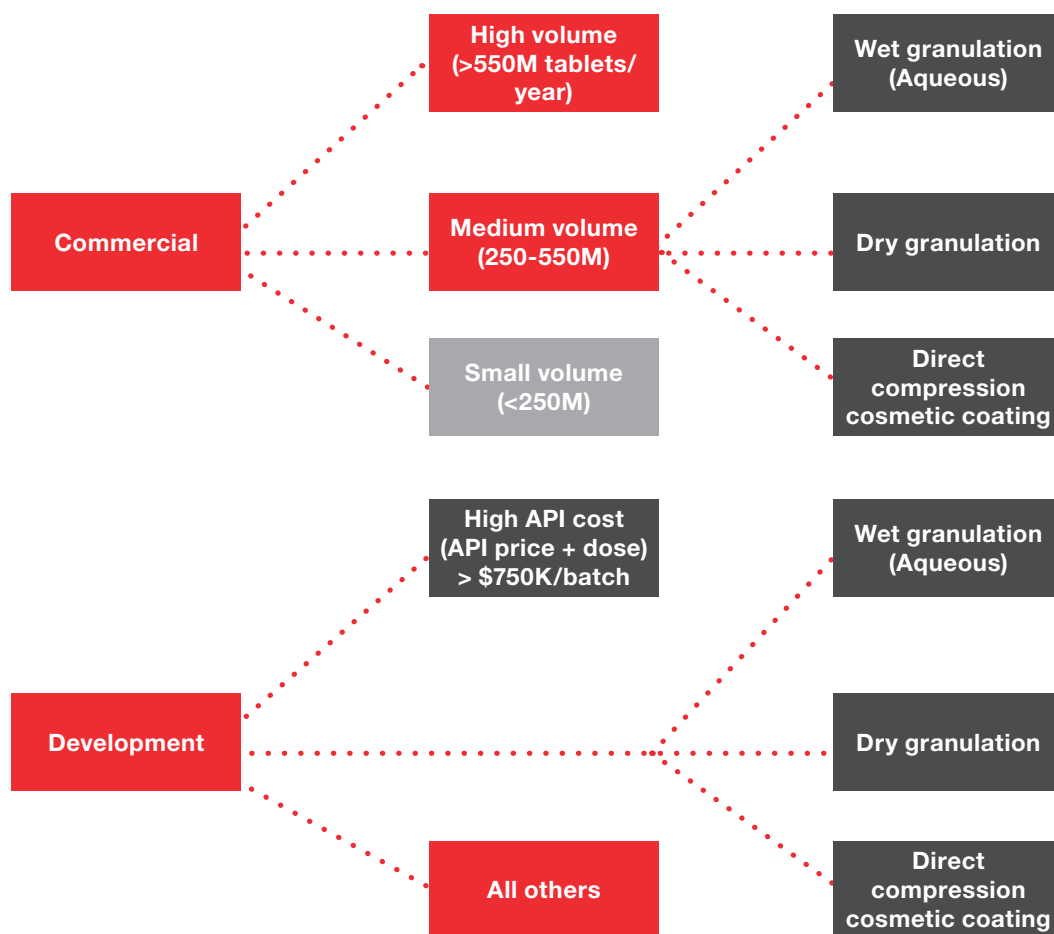 High volume
(>550M tablets/
year)
Wet granulation
(Aqueous)
Commercial
Medium volume
(250-550M)
Dry granulation
Small volume
(<250M)
Direct
compression
cosmetic coating
High API cost
(API price + dose)
> $750K/batch
Wet granulation
(Aqueous)
Development
Dry granulation
All others
Direct
compression
cosmetic coating